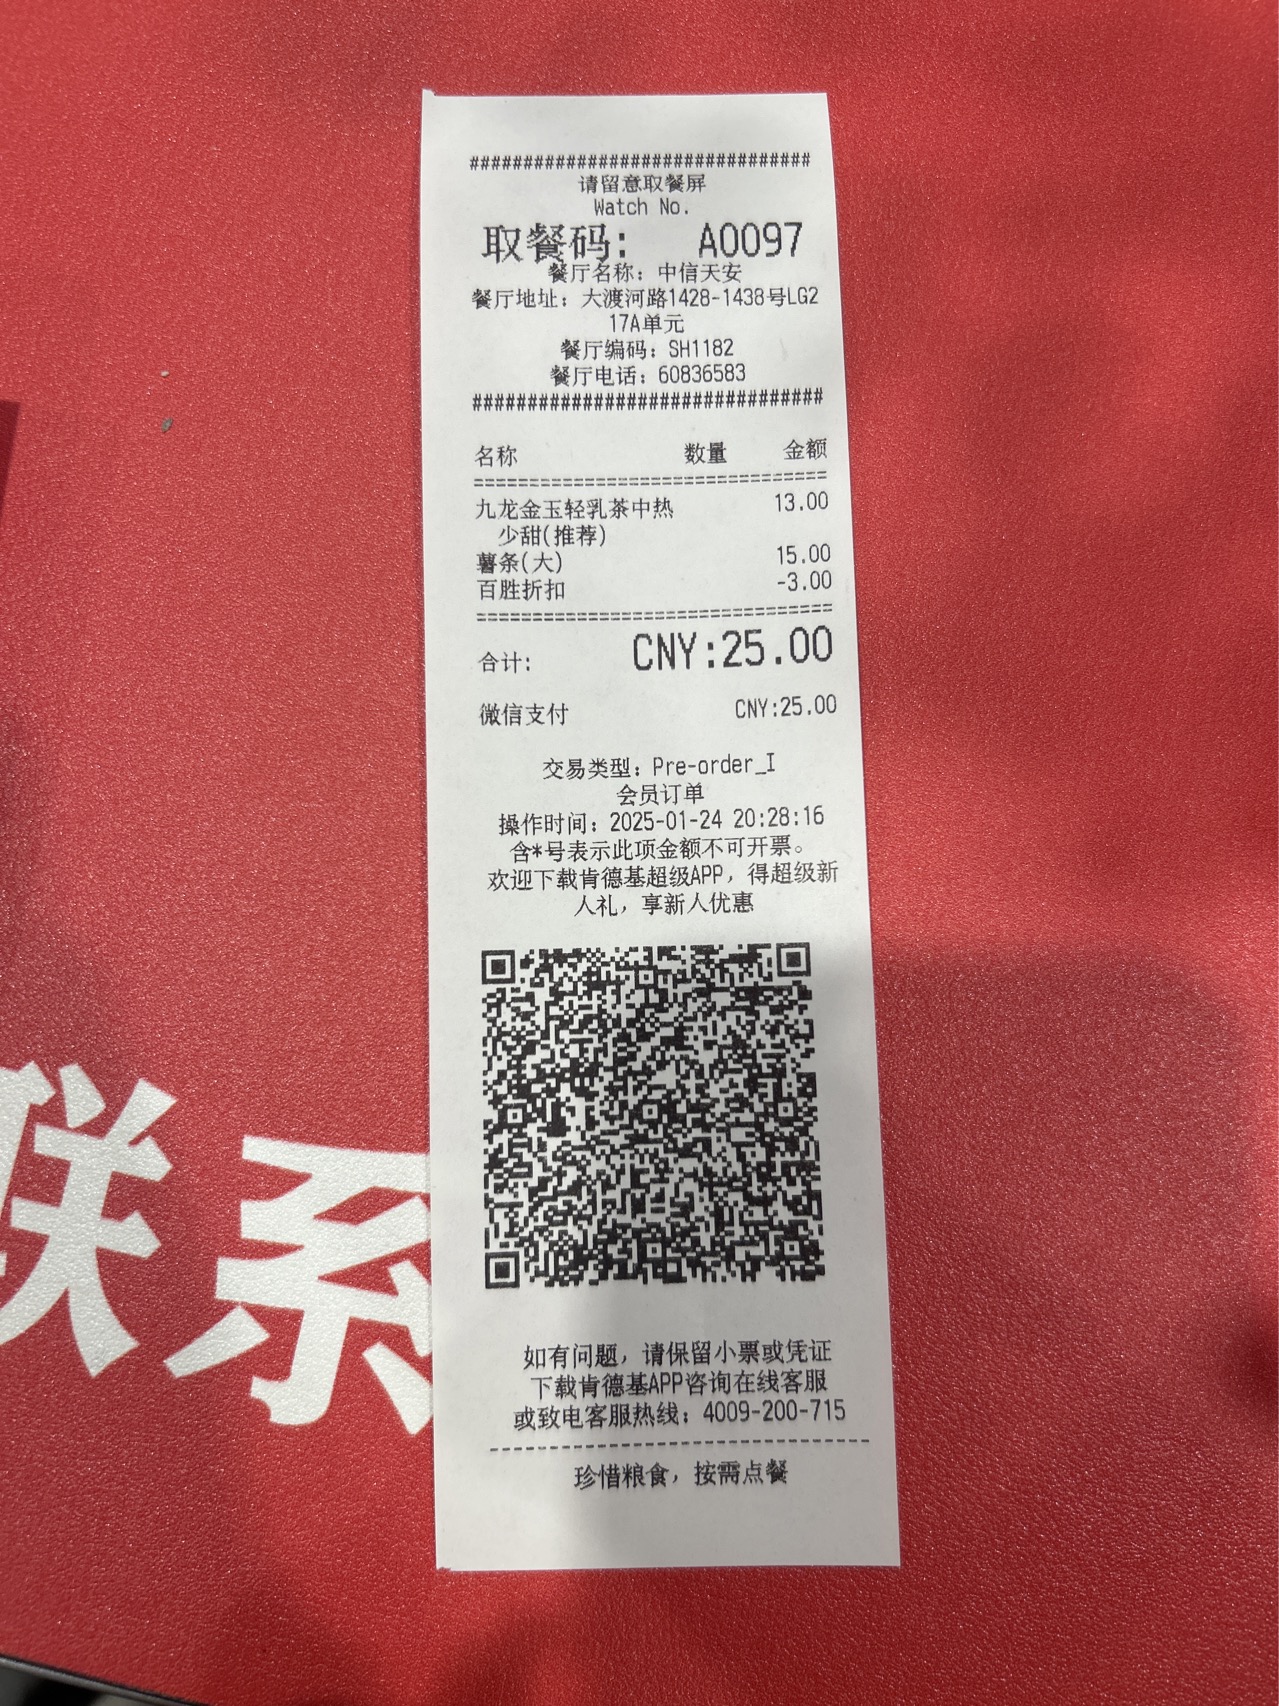 ################################
请留意取餐屏
Watch No.
取餐码: A0097
餐厅名称: 中信天安
餐厅地址: 大渡河路1428-1438号LG2
17A单元
餐厅编码: SH1182
餐厅电话: 60836583
################################
名称 数量 金额
================================
九龙金玉轻乳茶中热 13.00
少甜(推荐)
薯条(大) 15.00
百胜折扣 -3.00
================================
合计: CNY:25.00
微信支付 CNY:25.00
交易类型: Pre-order_I
会员订单
操作时间: 2025-01-24 20:28:16
含*号表示此项金额不可开票。
欢迎下载肯德基超级APP, 得超级新
人礼, 享新人优惠
如有问题, 请保留小票或凭证
下载肯德基APP咨询在线客服
或致电客服热线: 4009-200-715
--------------------------------
珍惜粮食, 按需点餐
联系